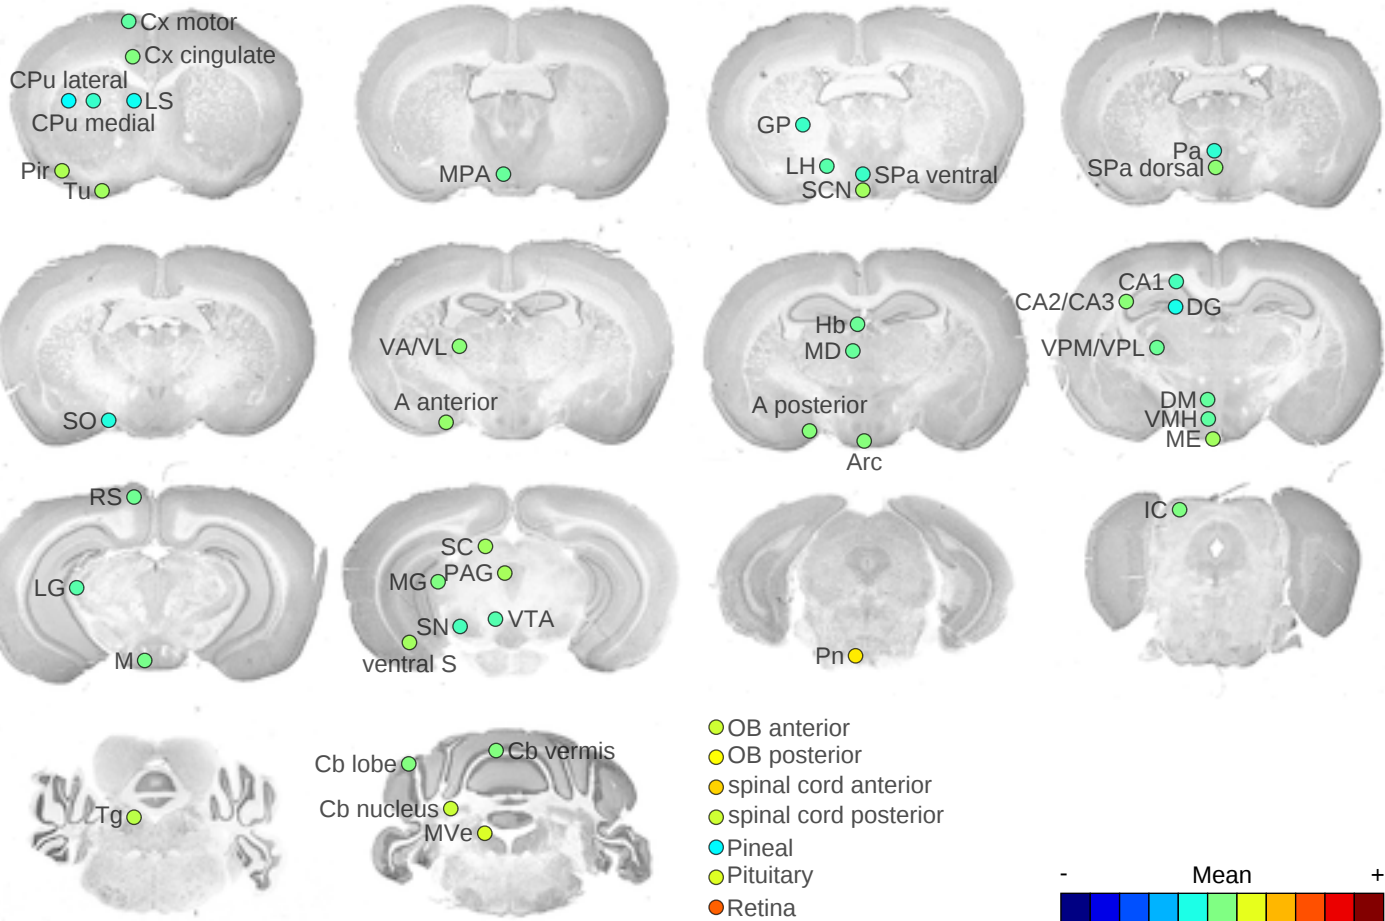 Cx motor
Cx cingulate
CPu lateral
LS
CPu medial
Pir
Tu
MPA
GP
LH
SPa ventral
SCN
Pa
SPa dorsal
SO
VA/VL
A anterior
Hb
MD
A posterior
Arc
CA1
CA2/CA3
DG
VPM/VPL
DM
VMH
ME
RS
LG
M
SC
PAG
MG
SN
VTA
ventral S
Pn
IC
Tg
Cb lobe
Cb vermis
Cb nucleus
MVe
OB anterior
OB posterior
spinal cord anterior
spinal cord posterior
Pineal
Pituitary
Retina
- Mean +